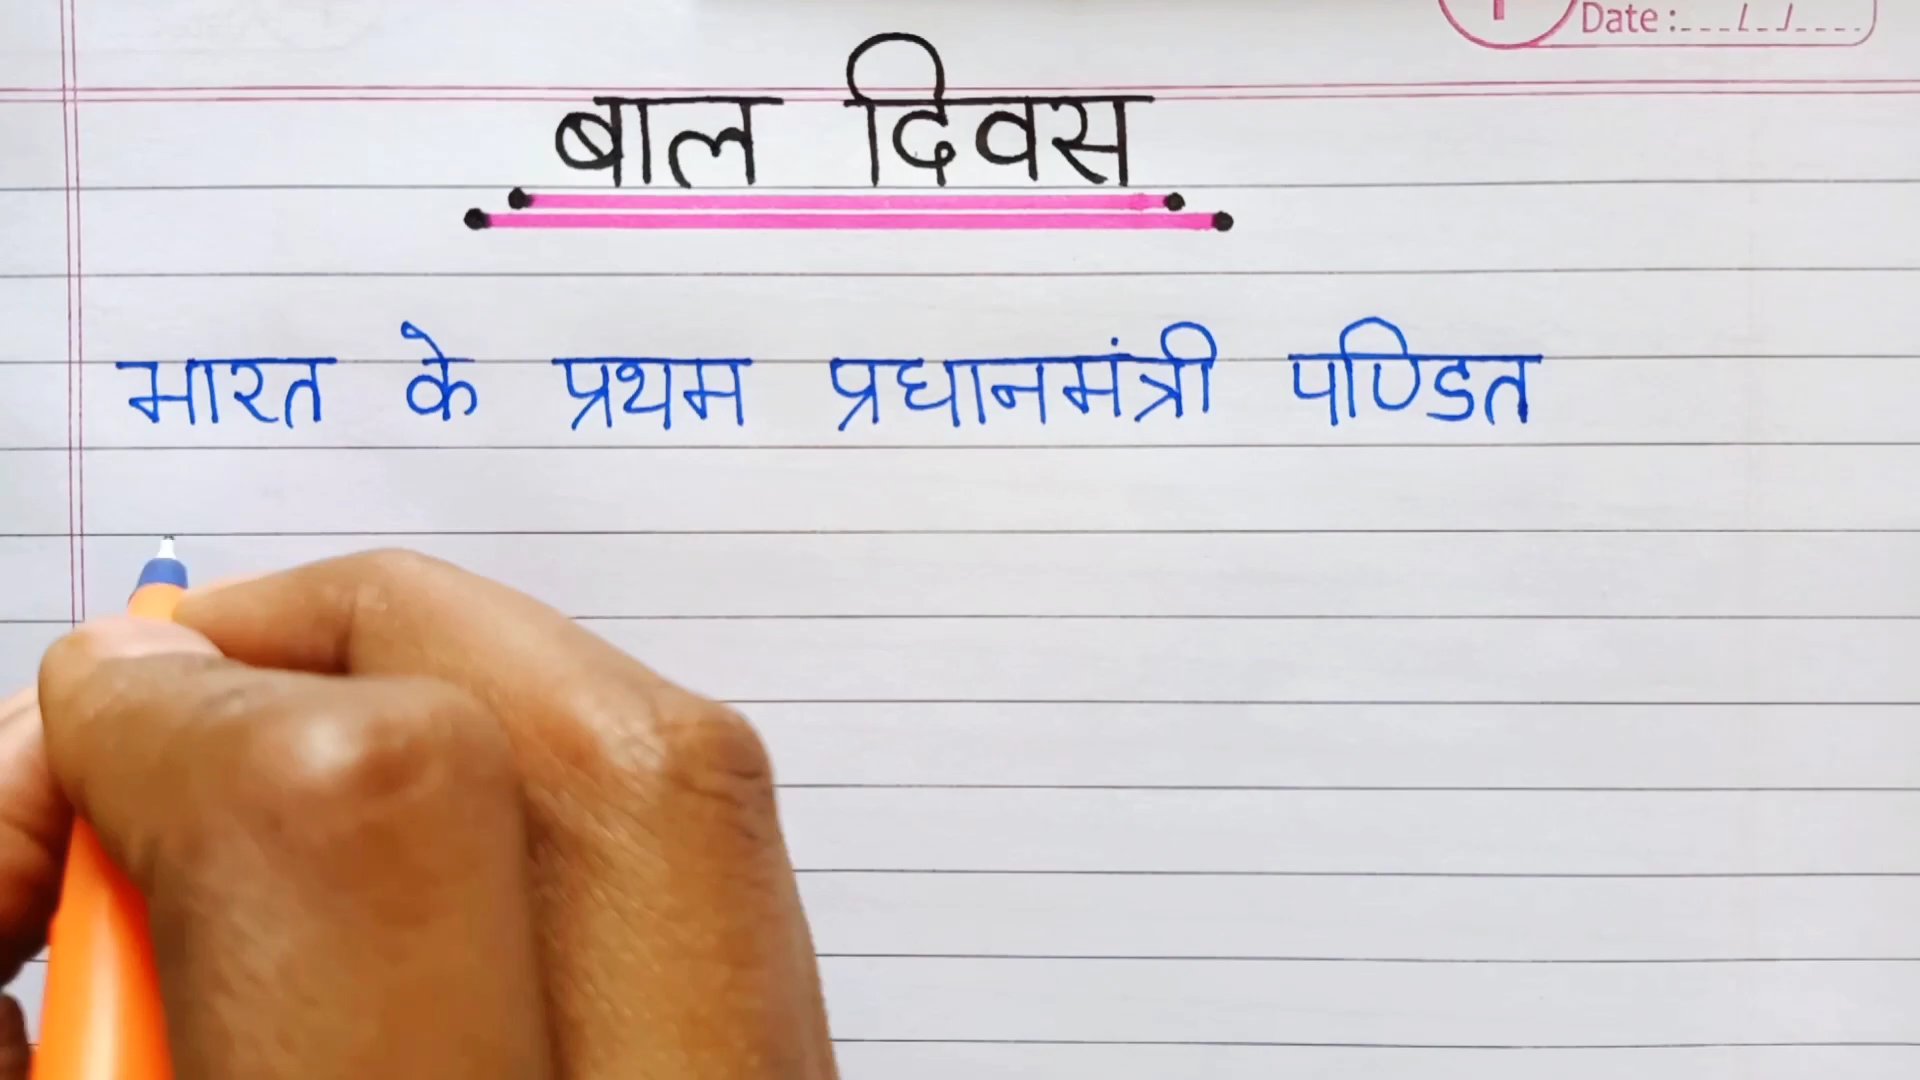 Date :
बाल दिवस
भारत के प्रथम प्रधानमंत्री पण्डित